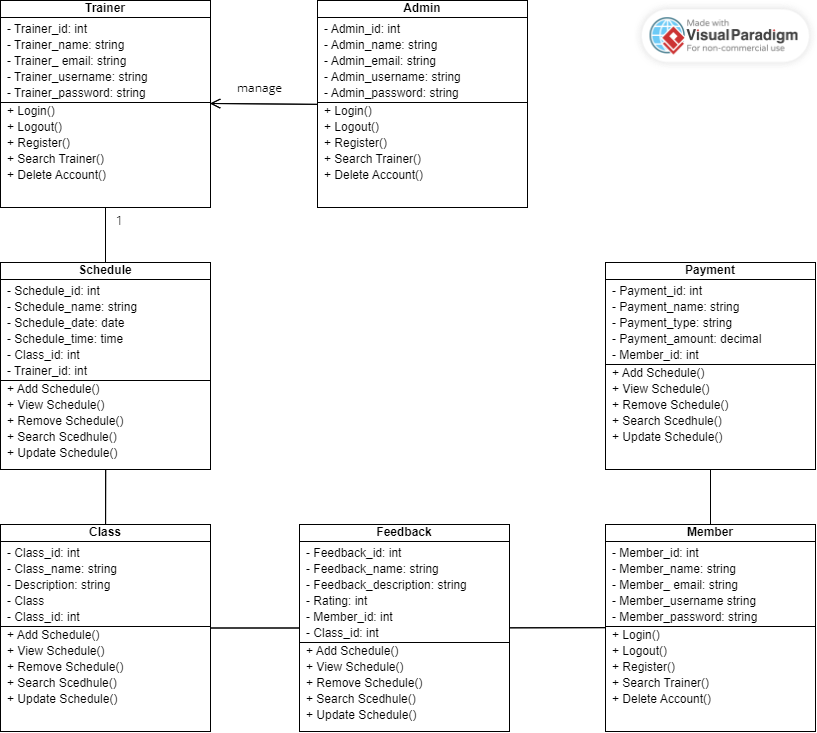 Trainer
- Trainer_id: int
- Trainer_name: string
- Trainer_ email: string
- Trainer_username: string
- Trainer_password: string
+ Login()
+ Logout()
+ Register()
+ Search Trainer()
+ Delete Account()
manage
Admin
- Admin_id: int
- Admin_name: string
- Admin_email: string
- Admin_username: string
- Admin_password: string
+ Login()
+ Logout()
+ Register()
+ Search Trainer()
+ Delete Account()
Made with
VisualParadigm
For non-commercial use
1
Schedule
- Schedule_id: int
- Schedule_name: string
- Schedule_date: date
- Schedule_time: time
- Class_id: int
- Trainer_id: int
+ Add Schedule()
+ View Schedule()
+ Remove Schedule()
+ Search Scedhule()
+ Update Schedule()
Payment
- Payment_id: int
- Payment_name: string
- Payment_type: string
- Payment_amount: decimal
- Member_id: int
+ Add Schedule()
+ View Schedule()
+ Remove Schedule()
+ Search Scedhule()
+ Update Schedule()
Class
- Class_id: int
- Class_name: string
- Description: string
- Class
- Class_id: int
+ Add Schedule()
+ View Schedule()
+ Remove Schedule()
+ Search Scedhule()
+ Update Schedule()
Feedback
- Feedback_id: int
- Feedback_name: string
- Feedback_description: string
- Rating: int
- Member_id: int
- Class_id: int
+ Add Schedule()
+ View Schedule()
+ Remove Schedule()
+ Search Scedhule()
+ Update Schedule()
Member
- Member_id: int
- Member_name: string
- Member_ email: string
- Member_username string
- Member_password: string
+ Login()
+ Logout()
+ Register()
+ Search Trainer()
+ Delete Account()